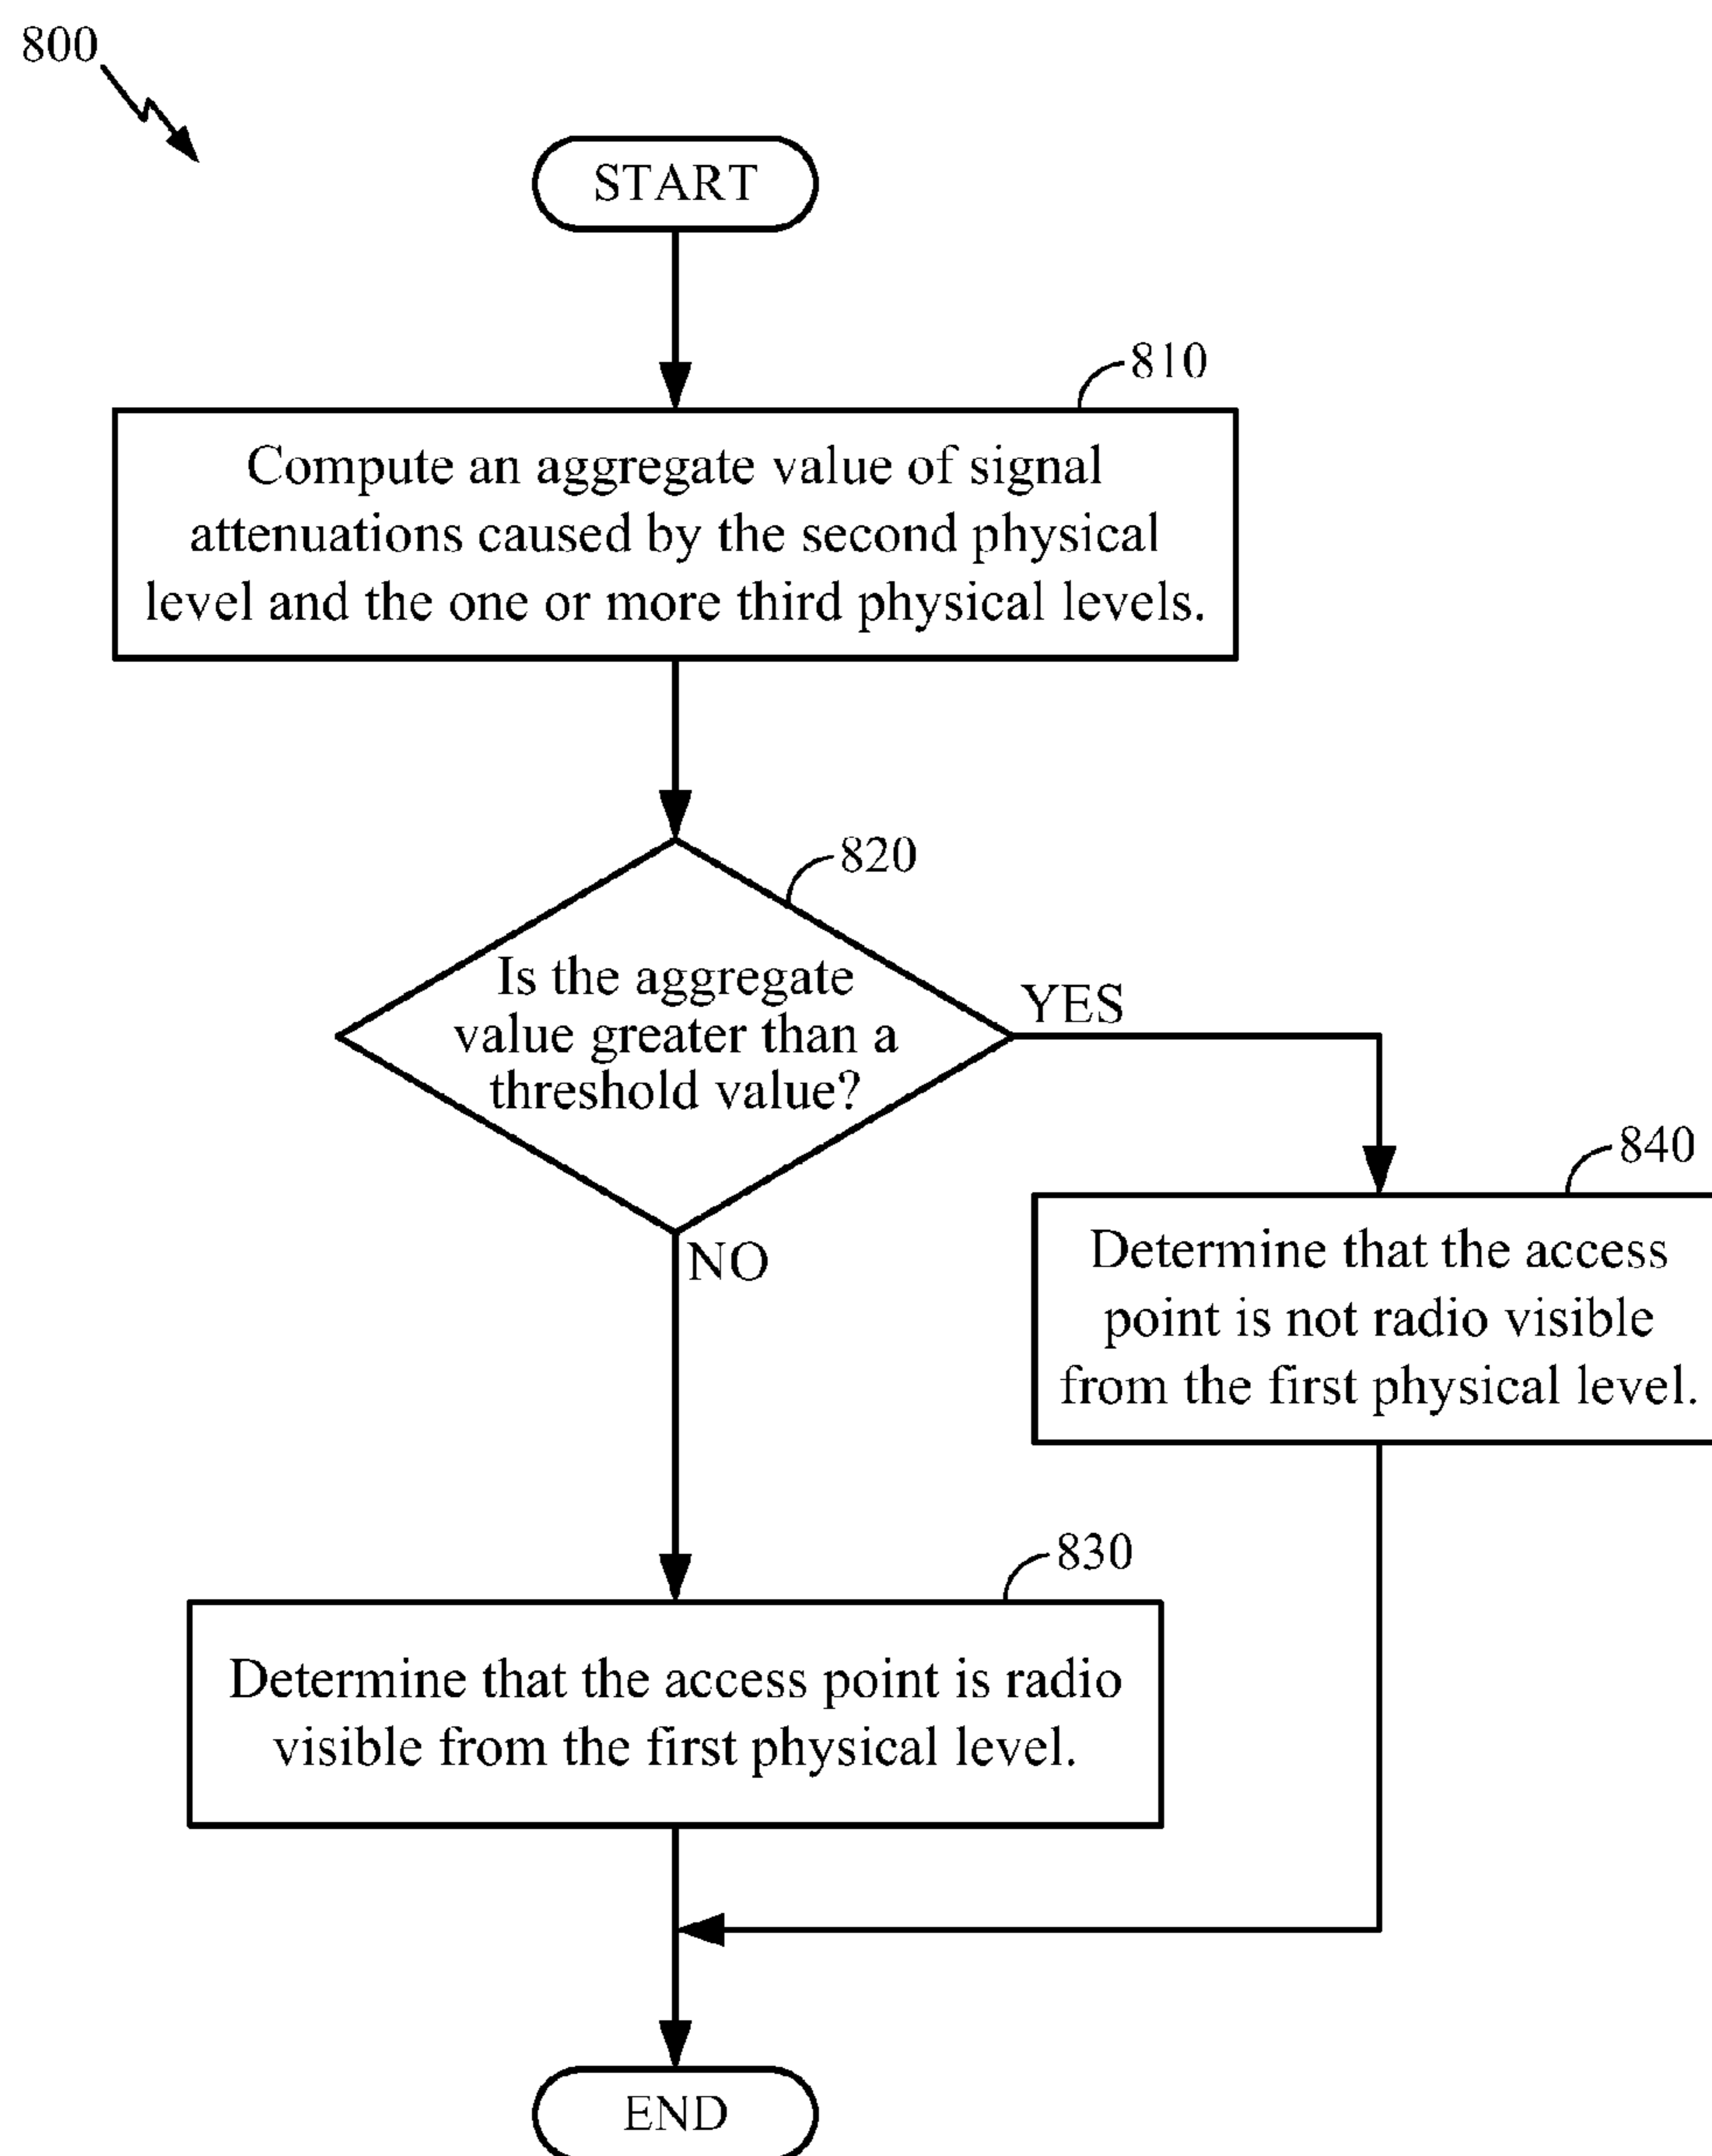 800
START
810
Compute an aggregate value of signal
attenuations caused by the second physical
level and the one or more third physical levels.
820
Is the aggregate
value greater than a
threshold value?
YES
NO
840
Determine that the access
point is not radio visible
from the first physical level.
830
Determine that the access point is radio
visible from the first physical level.
END